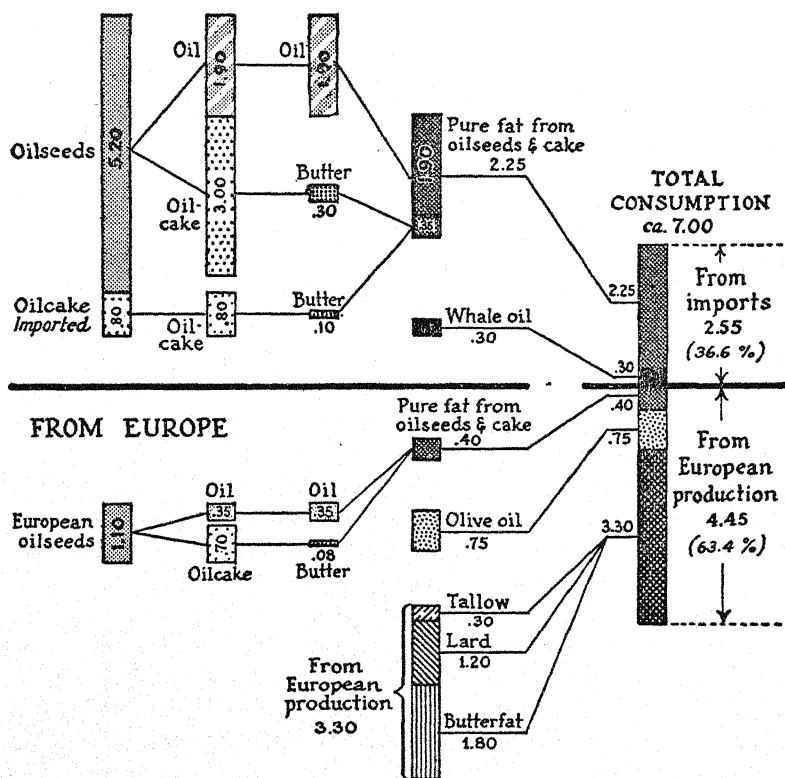 Oil
1.90
1.90
Oilseeds
5.20
Oil-
cake
3.00
Butter
.30
Pure fat from
oilseeds & cake
2.25
1.90
.35
TOTAL
CONSUMPTION
ca. 7.00
Oilcake
Imported
.80
Oil-
cake
.80
Butter
.10
Whale oil
.30
2.25
.30
From
imports
2.55
(36.6 %)
FROM EUROPE
Pure fat from
oilseeds & cake
.40
.40
.75
From
European
production
4.45
(63.4 %)
European
oilseeds
1.10
Oil
.35
Oil
.35
.70
Oilcake
.08
Butter
Olive oil
.75
3.30
From
European
production
3.30
Tallow
.30
Lard
1.20
Butterfat
1.80